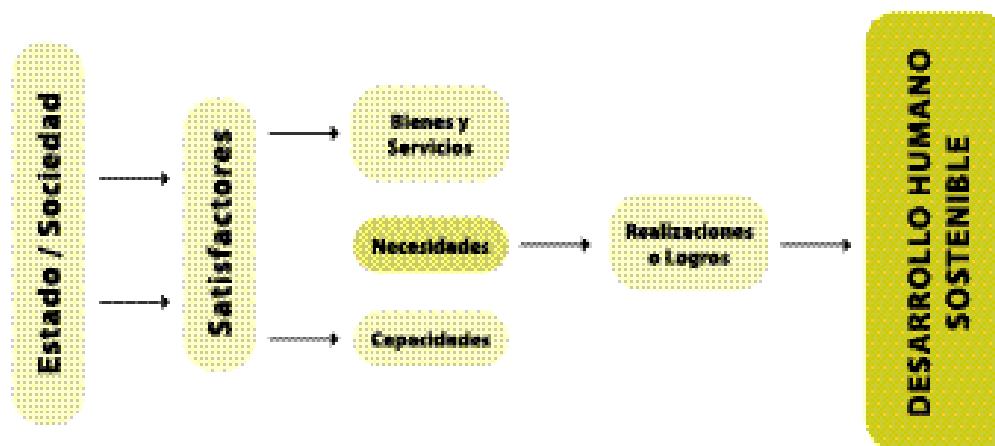 Estado / Sociedad
Satisfactores
Bienes y
Servicios
Necesidades
Capacidades
Realizaciones
o Logros
DESARROLLO HUMANO
SOSTENIBLE